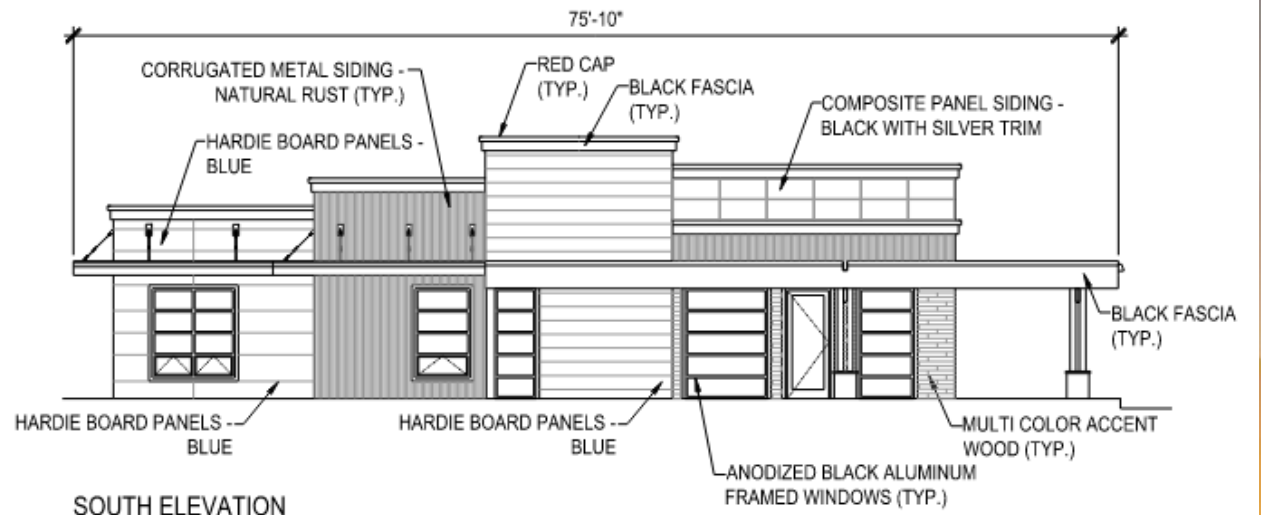 75'-10"
CORRUGATED METAL SIDING -
NATURAL RUST (TYP.)
RED CAP
(TYP.)
BLACK FASCIA
(TYP.)
COMPOSITE PANEL SIDING -
BLACK WITH SILVER TRIM
HARDIE BOARD PANELS -
BLUE
BLACK FASCIA
(TYP.)
HARDIE BOARD PANELS -
BLUE
HARDIE BOARD PANELS -
BLUE
MULTI COLOR ACCENT
WOOD (TYP.)
ANODIZED BLACK ALUMINUM
FRAMED WINDOWS (TYP.)
SOUTH ELEVATION